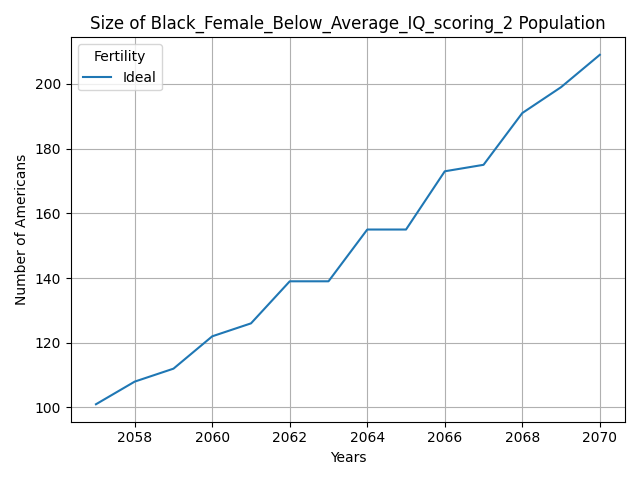 Size of Black_Female_Below_Average_IQ_scoring_2 Population
Fertility
Ideal
Number of Americans
200
180
160
140
120
100
2058 2060 2062 2064 2066 2068 2070
Years